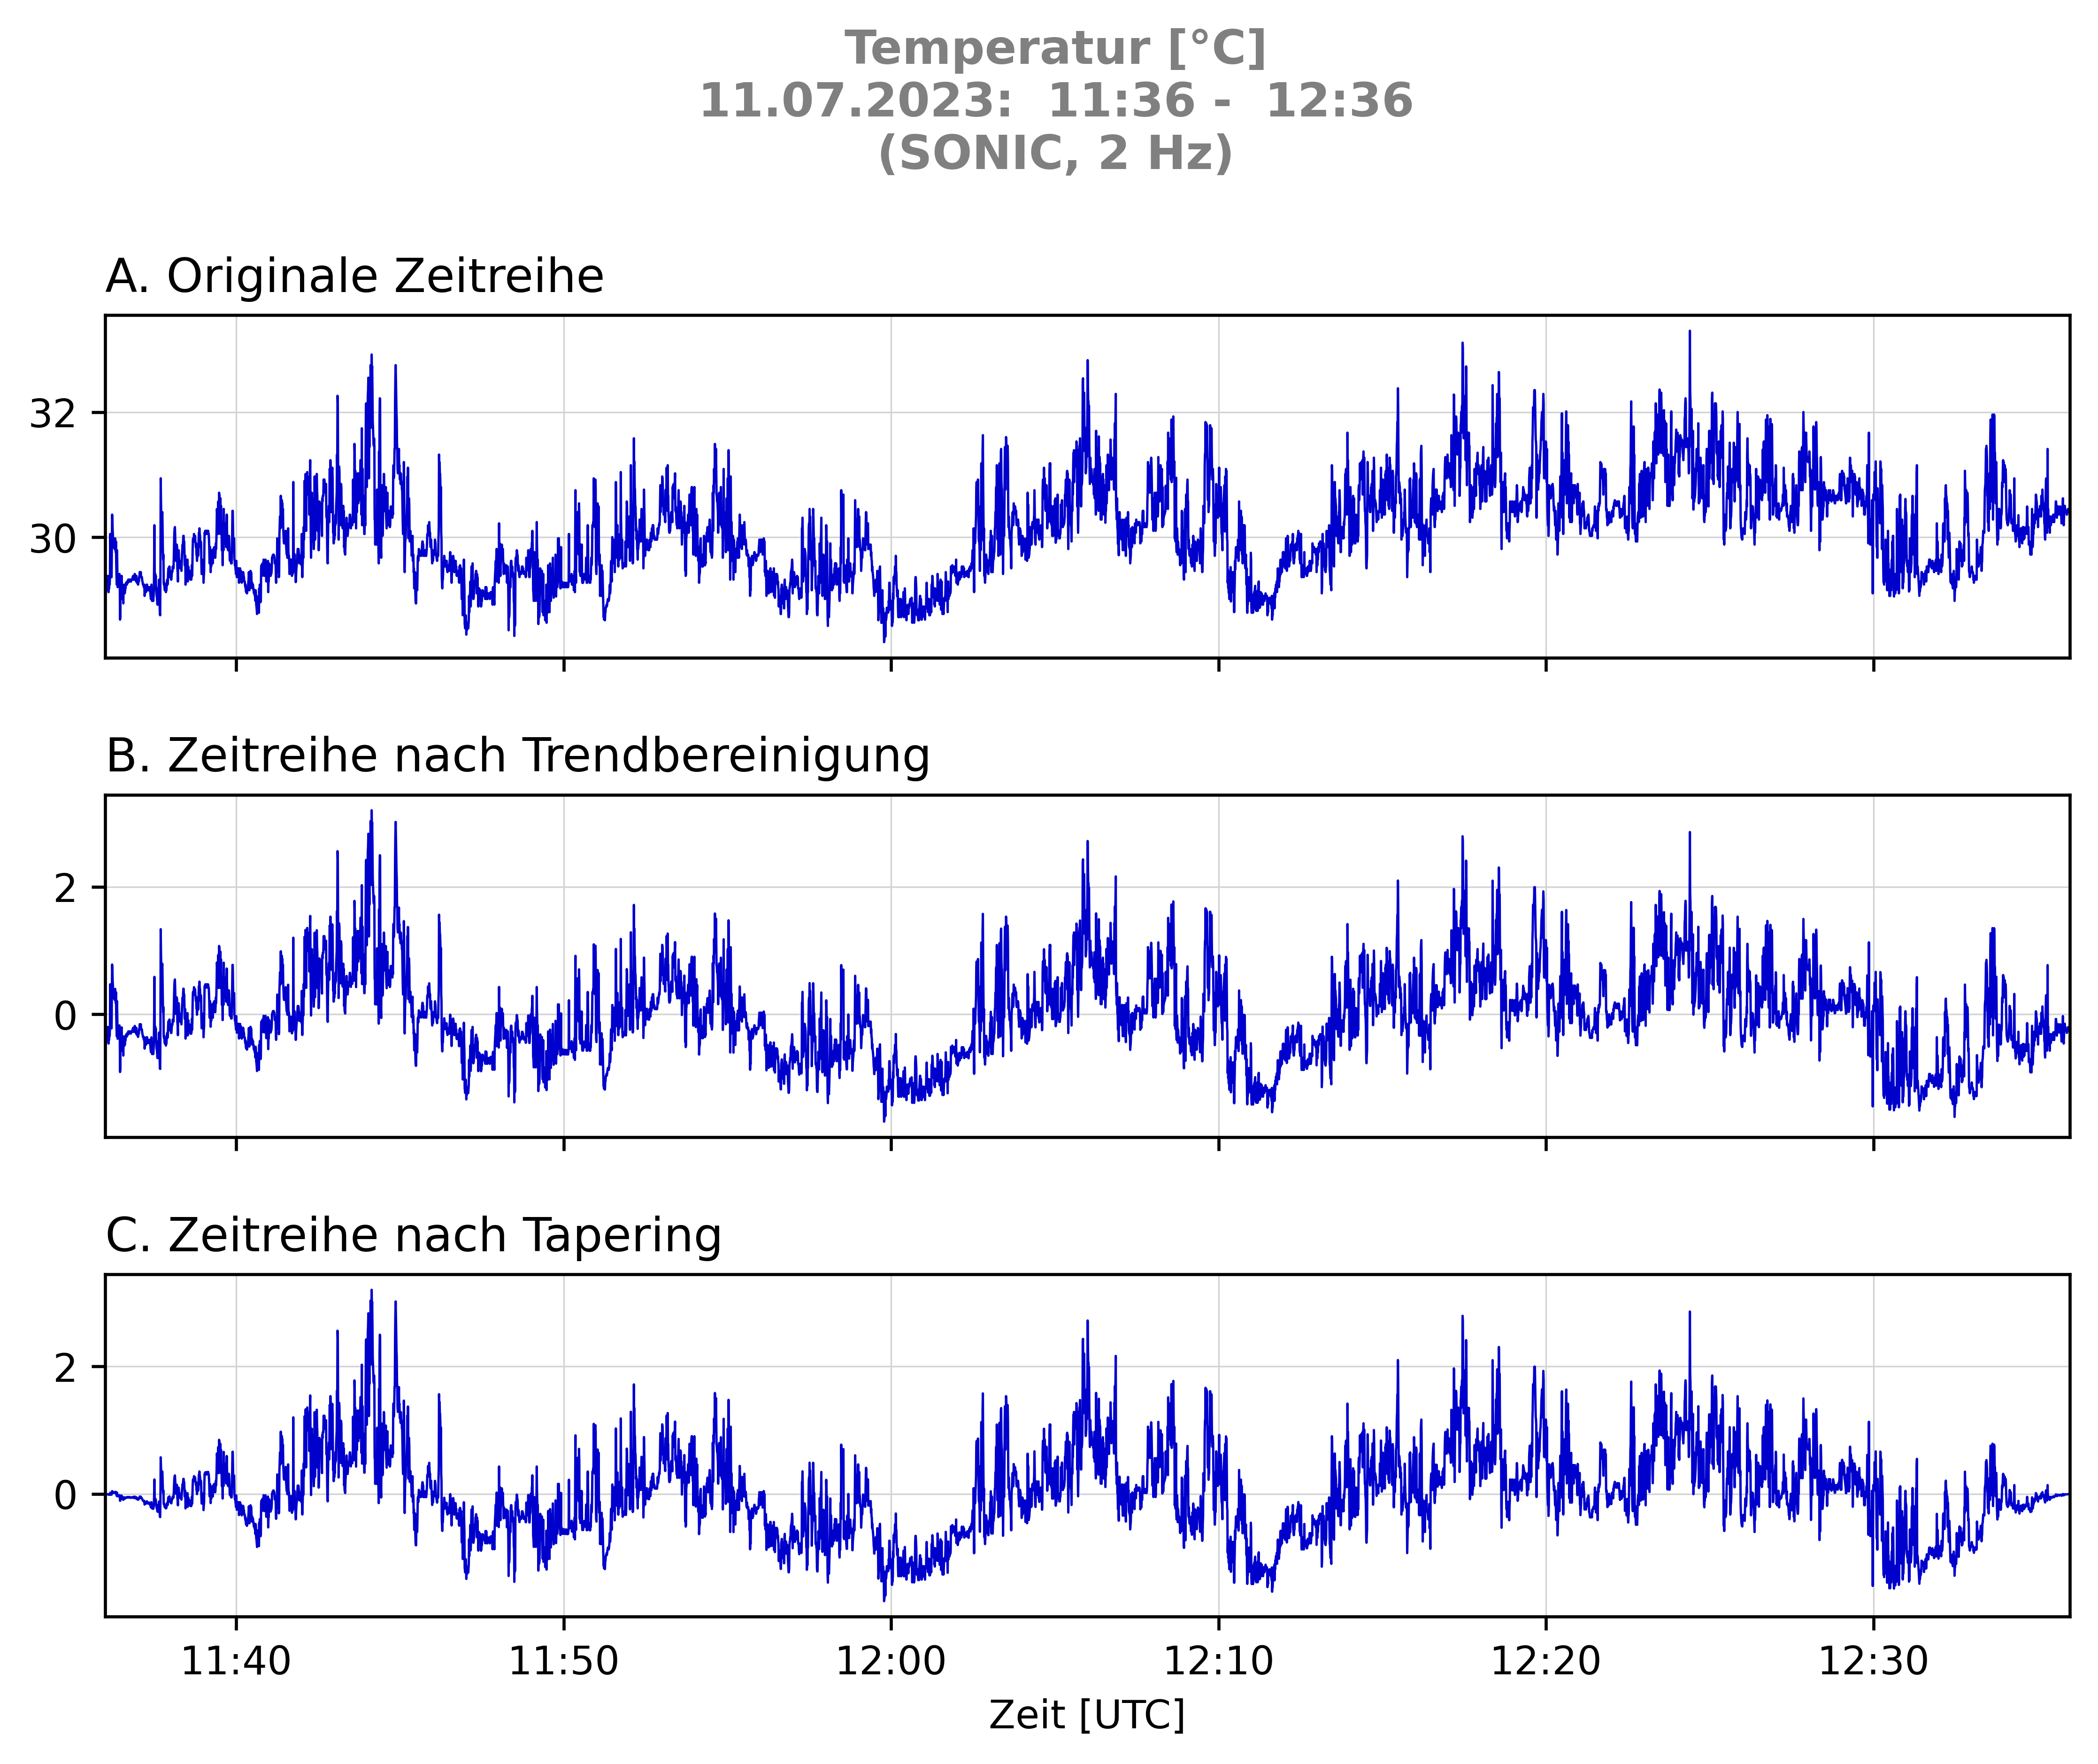 Temperatur [°C]
11.07.2023:  11:36 -  12:36
(SONIC, 2 Hz)
A. Originale Zeitreihe
32
30
B. Zeitreihe nach Trendbereinigung
2
0
C. Zeitreihe nach Tapering
2
0
11:40 11:50 12:00 12:10 12:20 12:30
Zeit [UTC]